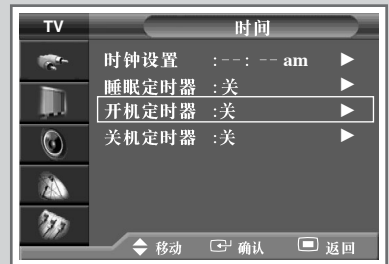 TV 时间
时钟设置 :--: -- am
睡眠定时器 :关
开机定时器 :关
关机定时器 :关
移动 确认 返回